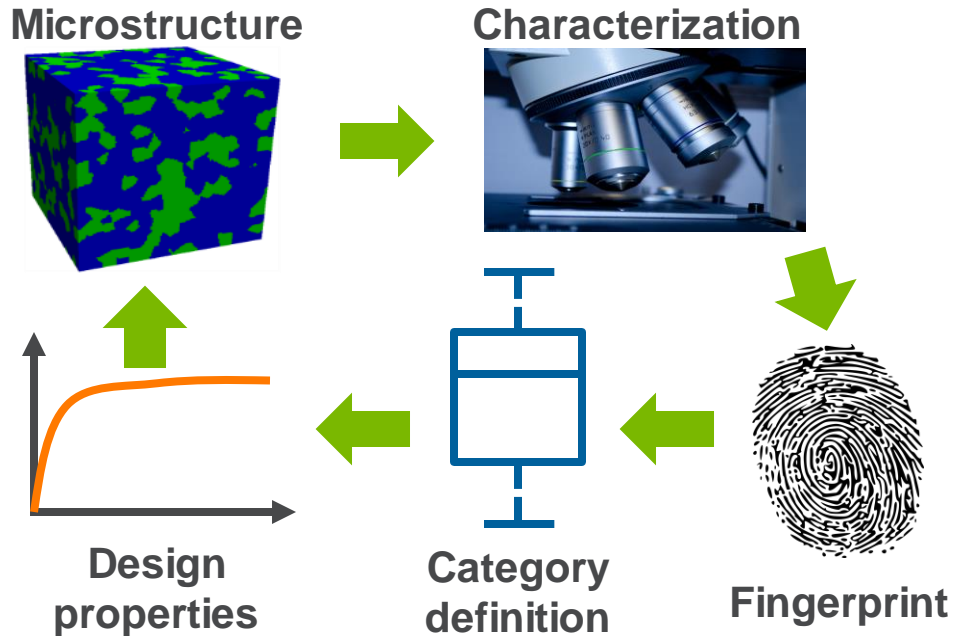 Microstructure
Characterization
Design
properties
Category
definition
Fingerprint